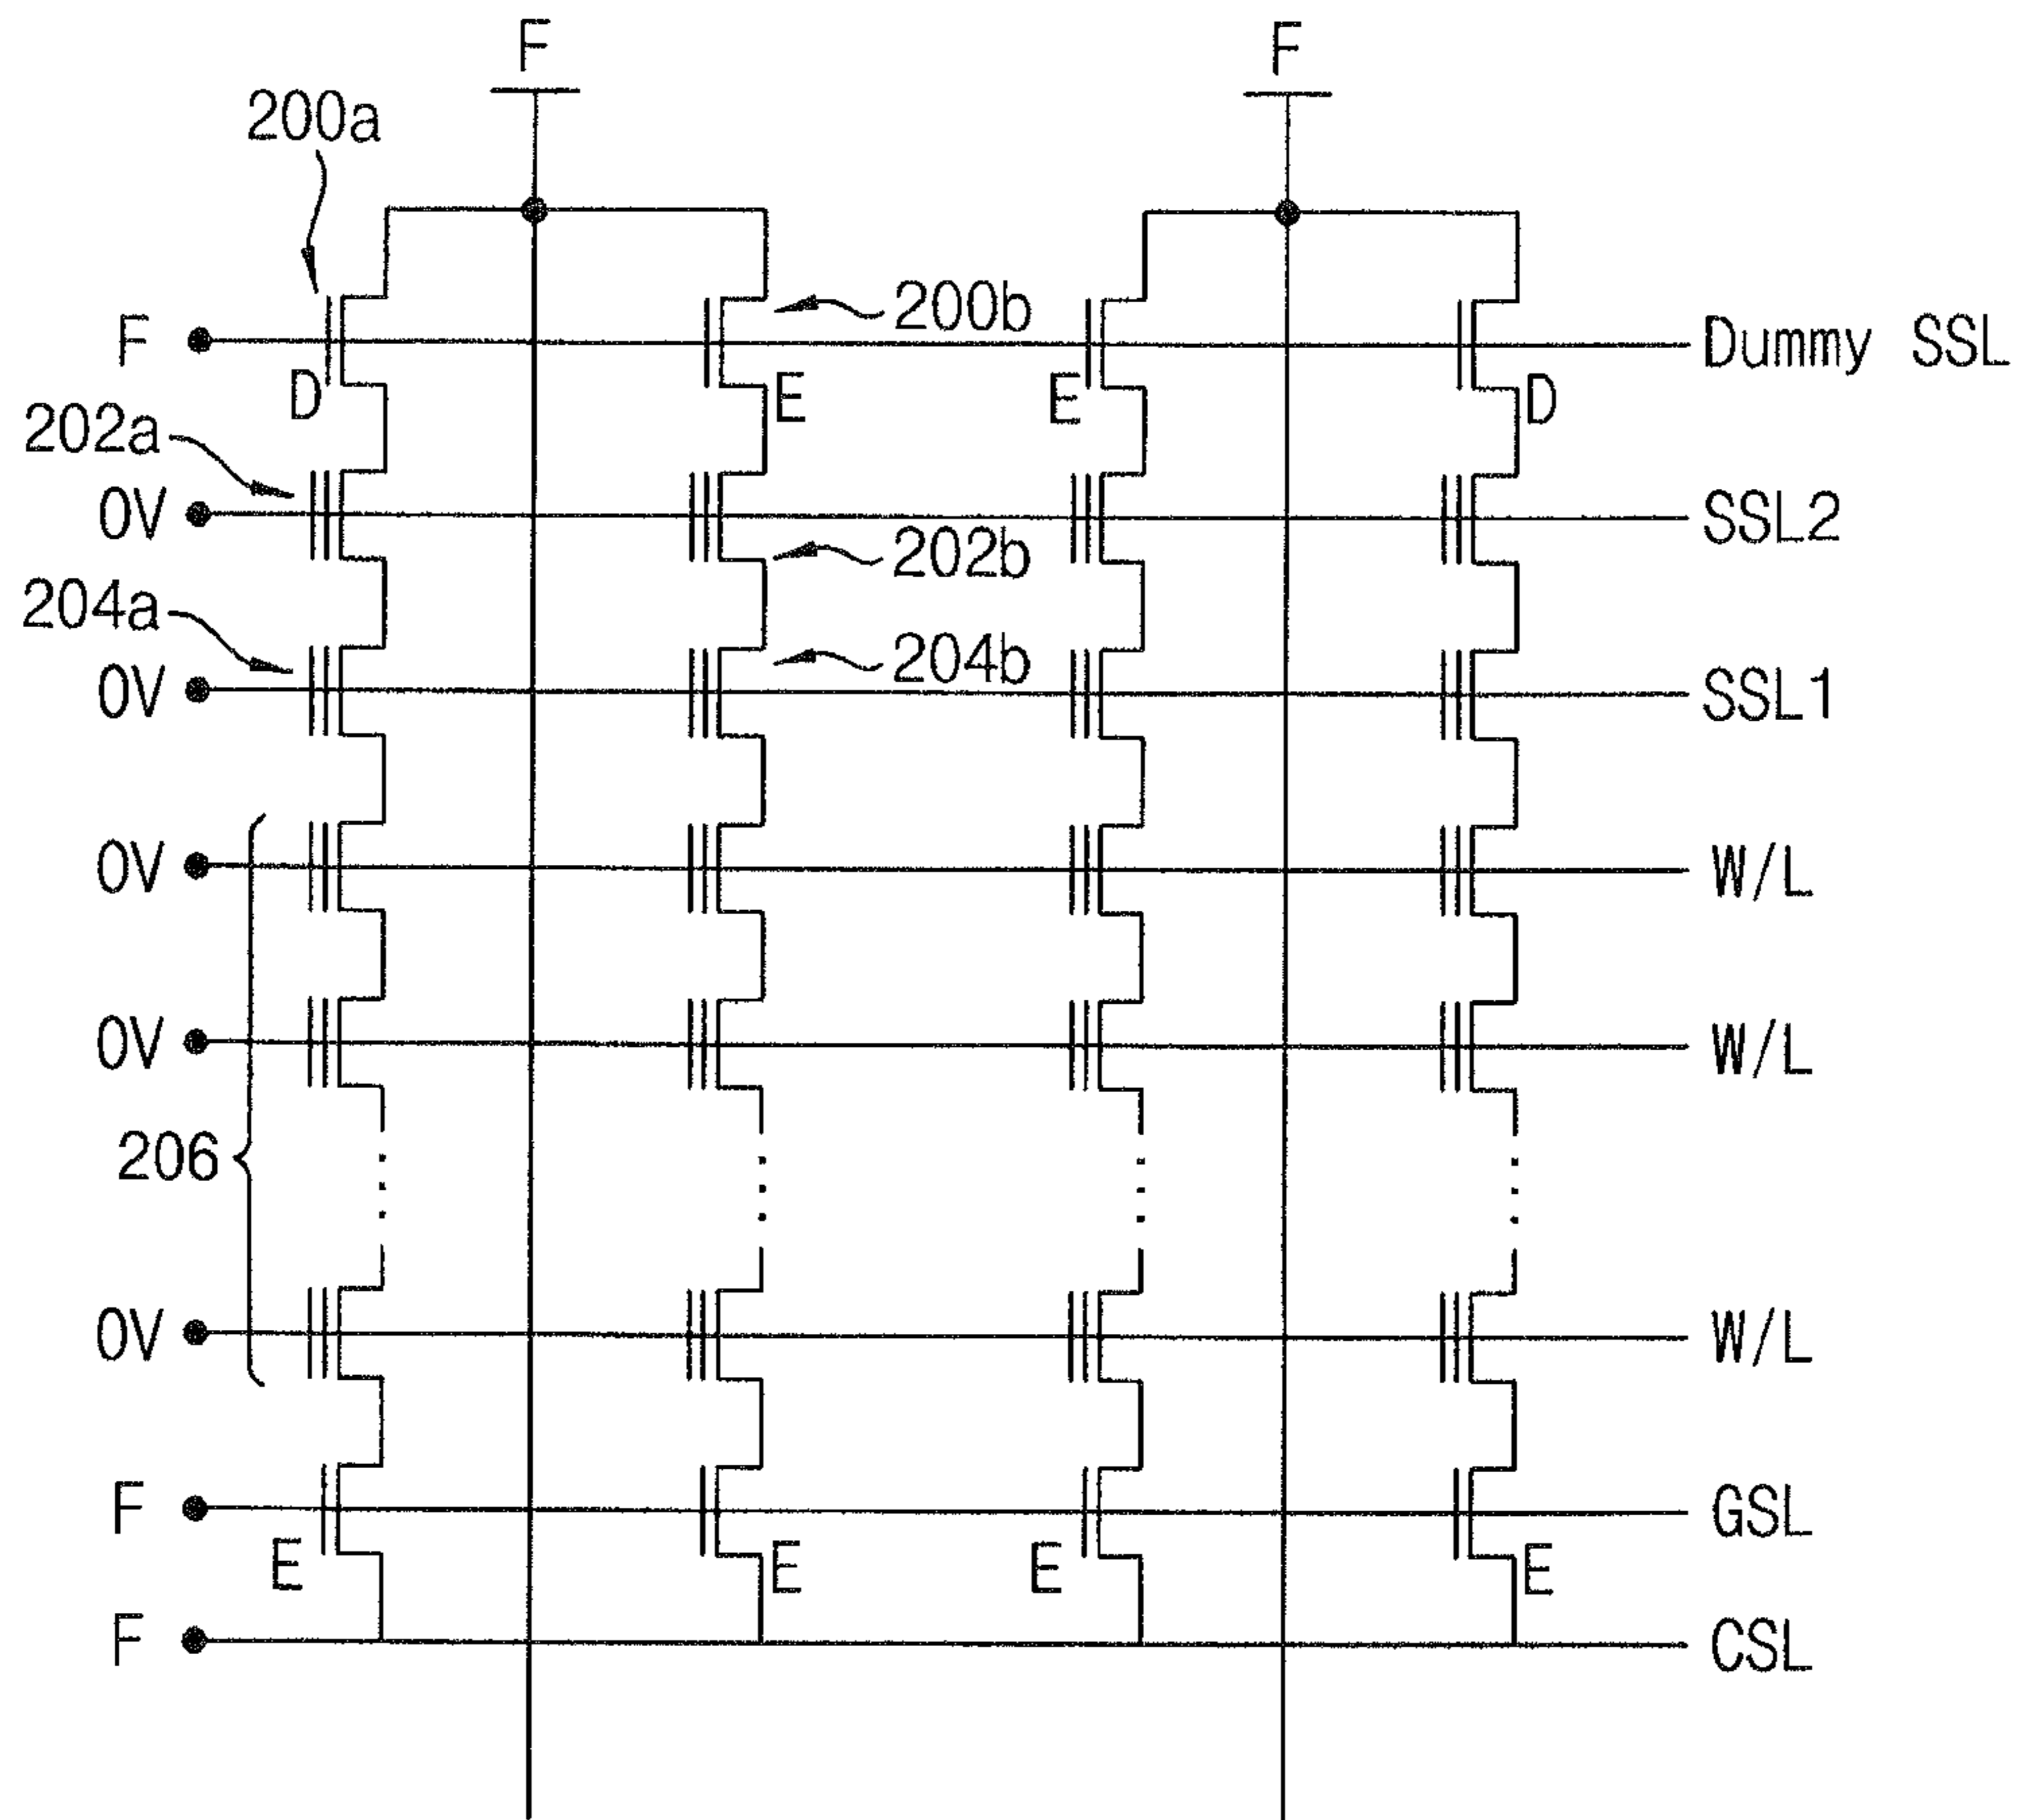 F F
200a
200b
F Dummy SSL
D E E D
202a
0V SSL2
202b
204a
204b
0V SSL1
0V W/L
0V W/L
206
0V W/L
F GSL
E E E E
F CSL